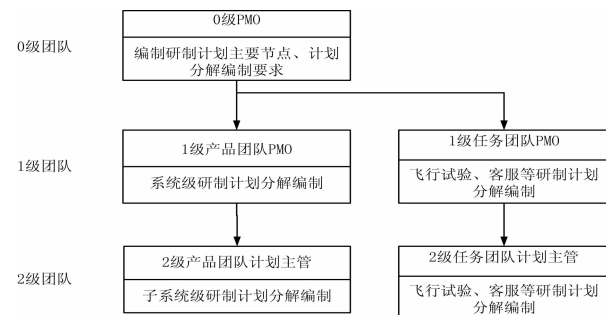 0级PMO
0级团队
编制研制计划主要节点、计划
分解编制要求
1级产品团队PMO
1级任务团队PMO
1级团队
系统级研制计划分解编制
飞行试验、客服等研制计划
分解编制
2级产品团队计划主管
2级任务团队计划主管
2级团队
子系统级研制计划分解编制
飞行试验、客服等研制计划
分解编制